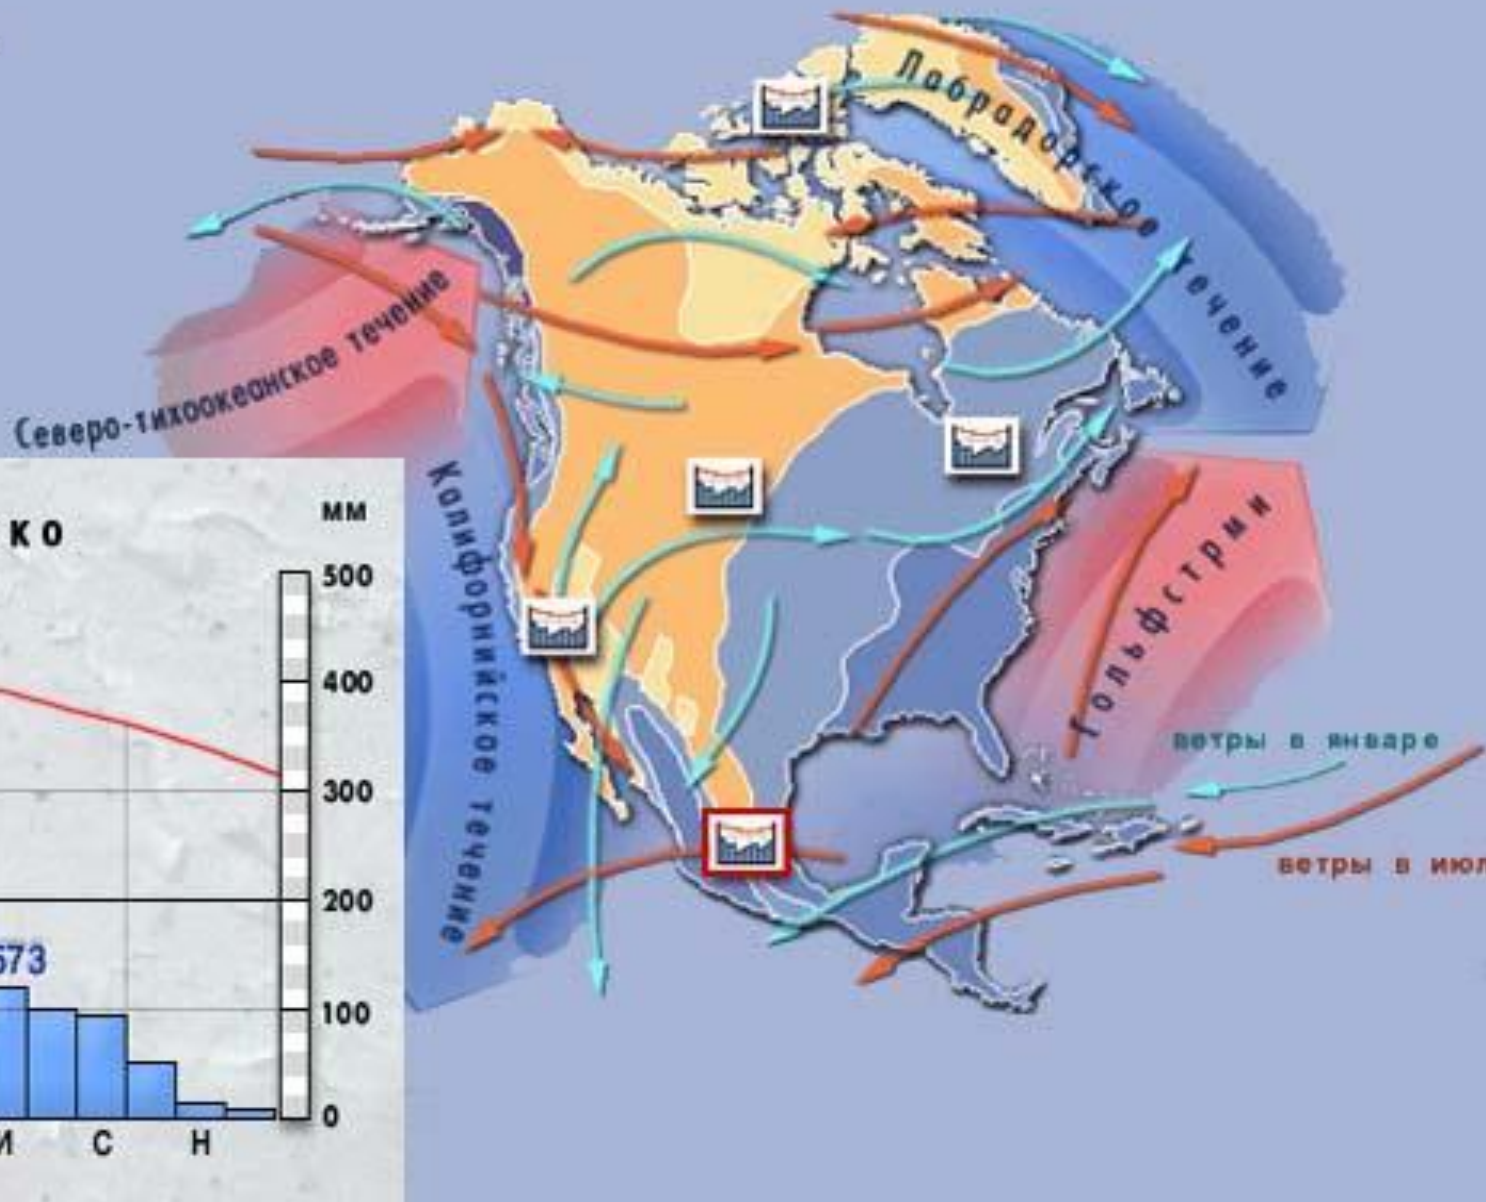 Лабрадорское течение
Северо-тихоокеанское течение
Калифорнийское течение
Гольфстрми
ветры в январе
ветры в июл
ко
мм
500
400
300
200
100
0
573
И С Н